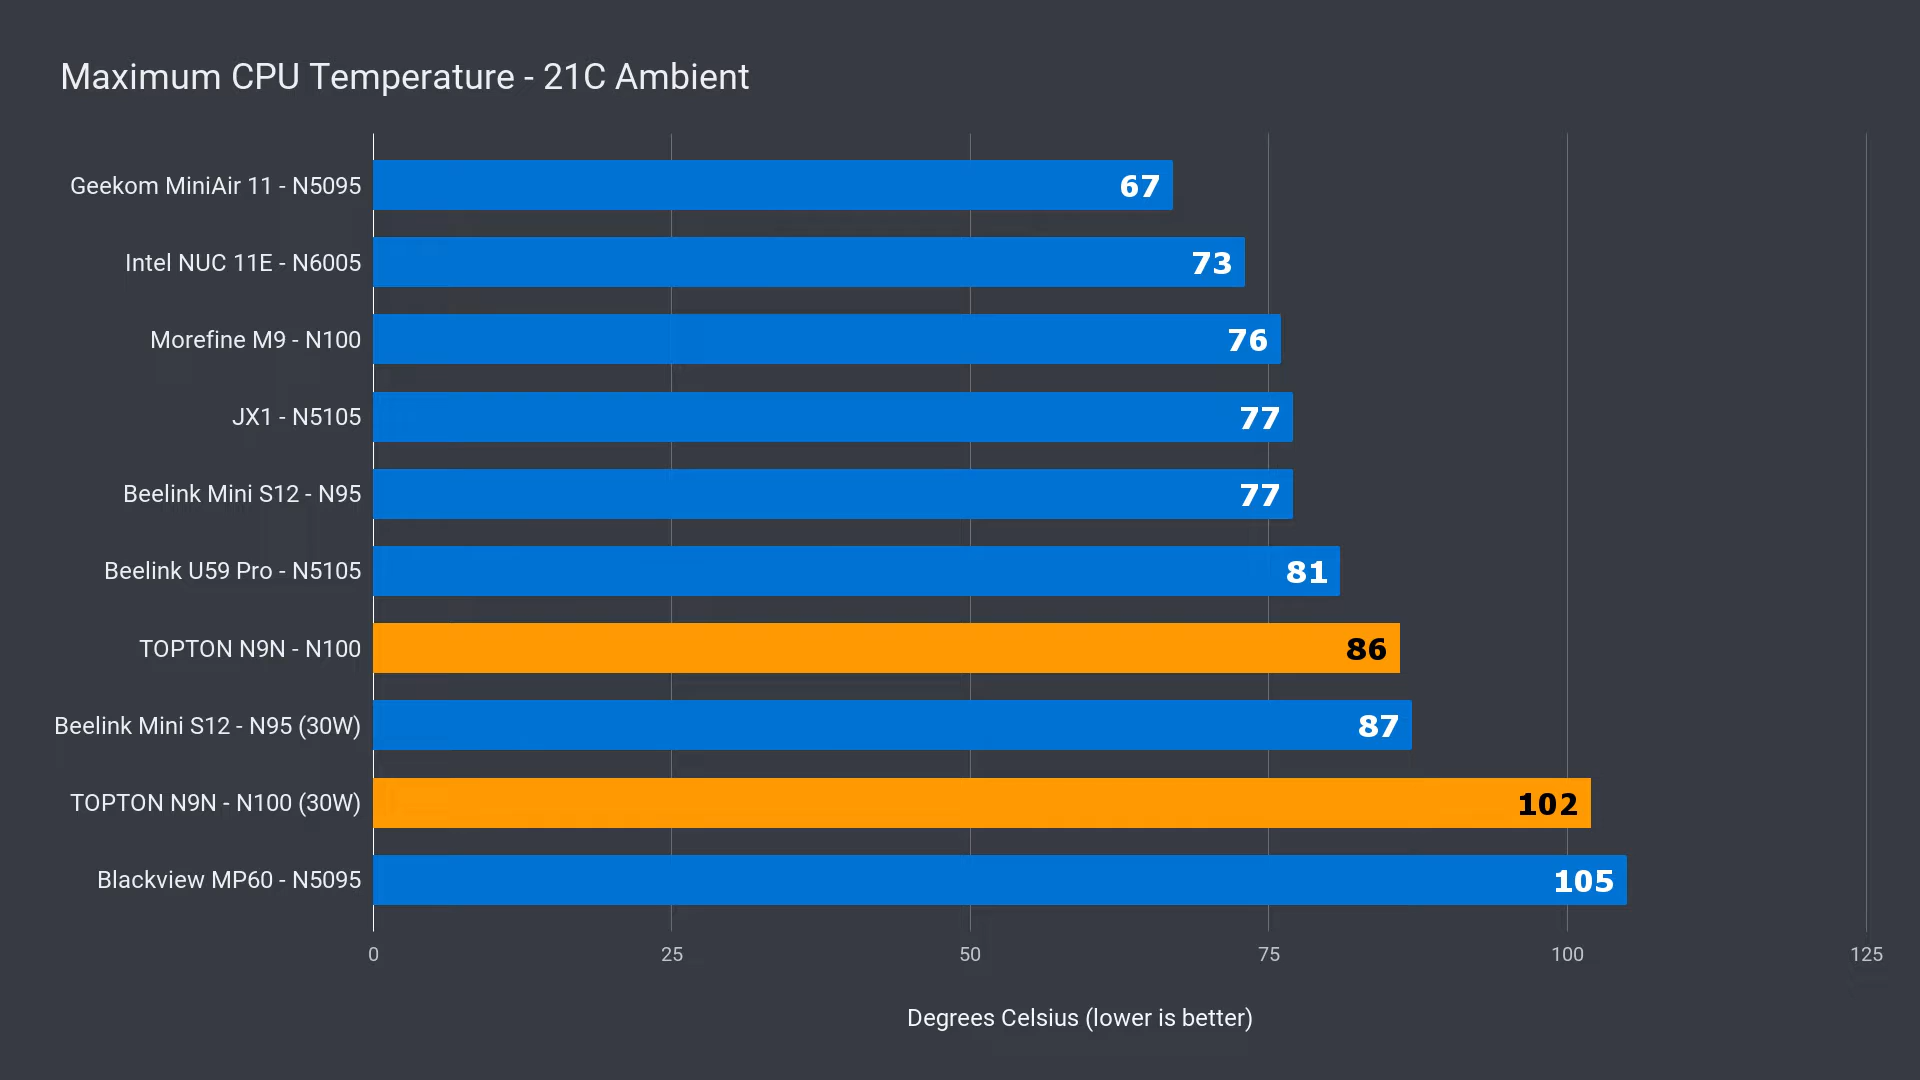 Maximum CPU Temperature - 21C Ambient
Geekom MiniAir 11 - N5095 67
Intel NUC 11E - N6005 73
Morefine M9 - N100 76
JX1 - N5105 77
Beelink Mini S12 - N95 77
Beelink U59 Pro - N5105 81
TOPTON N9N - N100 86
Beelink Mini S12 - N95 (30W) 87
TOPTON N9N - N100 (30W) 102
Blackview MP60 - N5095 105
0 25 50 75 100 125
Degrees Celsius (lower is better)